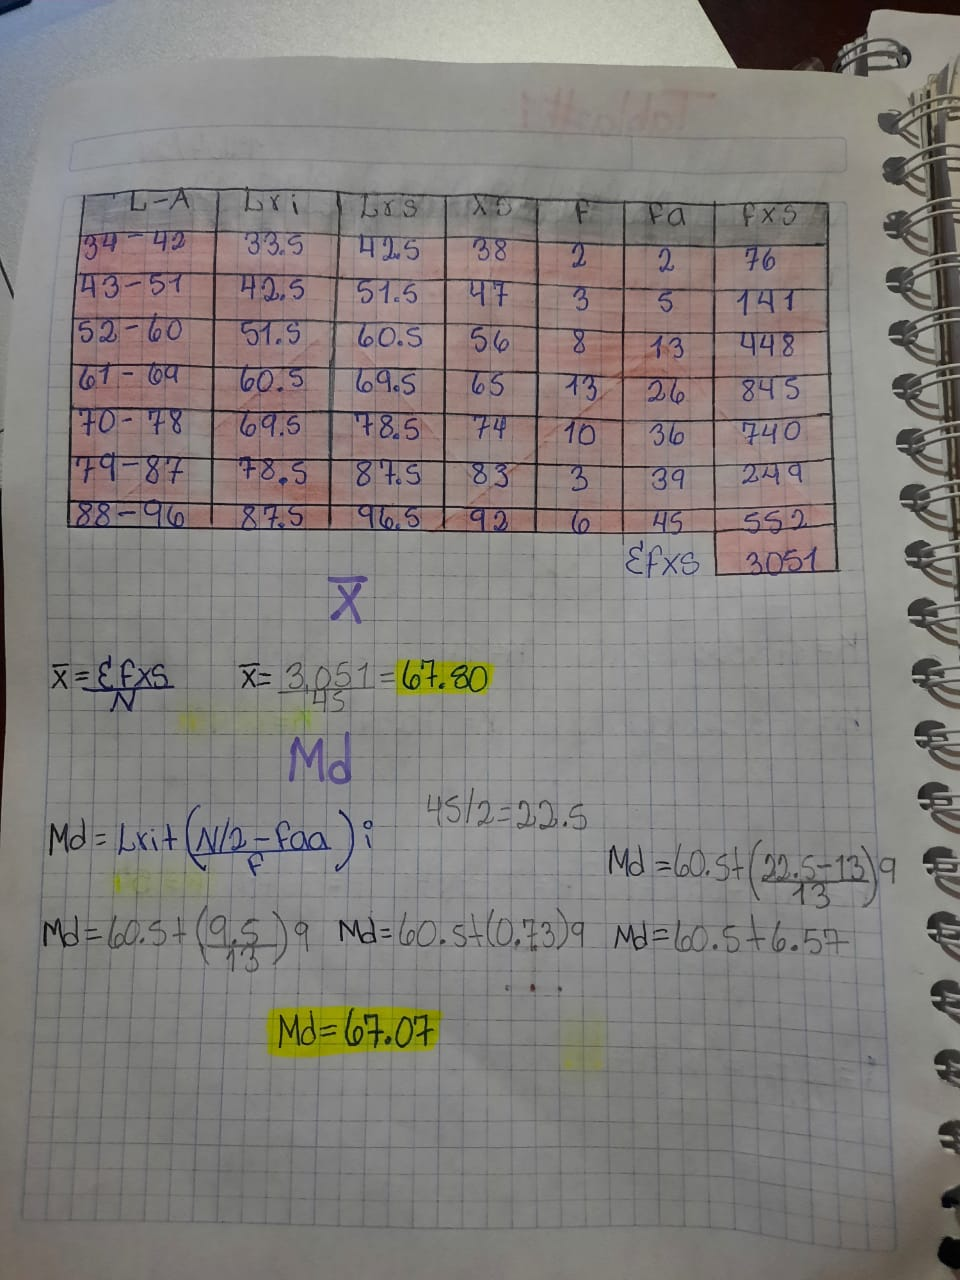 Tabla #1
L-A Lri Lrs xs F Fa Fxs
34-42 33.5 42.5 38 2 2 76
43-51 42.5 51.5 47 3 5 141
52-60 51.5 60.5 56 8 13 448
61-69 60.5 69.5 65 13 26 845
70-78 69.5 78.5 74 10 36 740
79-87 78.5 87.5 83 3 39 249
88-96 87.5 96.5 92 6 45 552
Σfxs 3051
X̅
x̅=Σfxs/N x̅=3,051/45=67.80
Md
45/2=22.5
Md=Lri+(N/2-faa/F)i
Md=60.5+(22.5-13/13)9
Md=60.5+(9.5/13)9 Md=60.5+(0.73)9 Md=60.5+6.57
Md=67.07